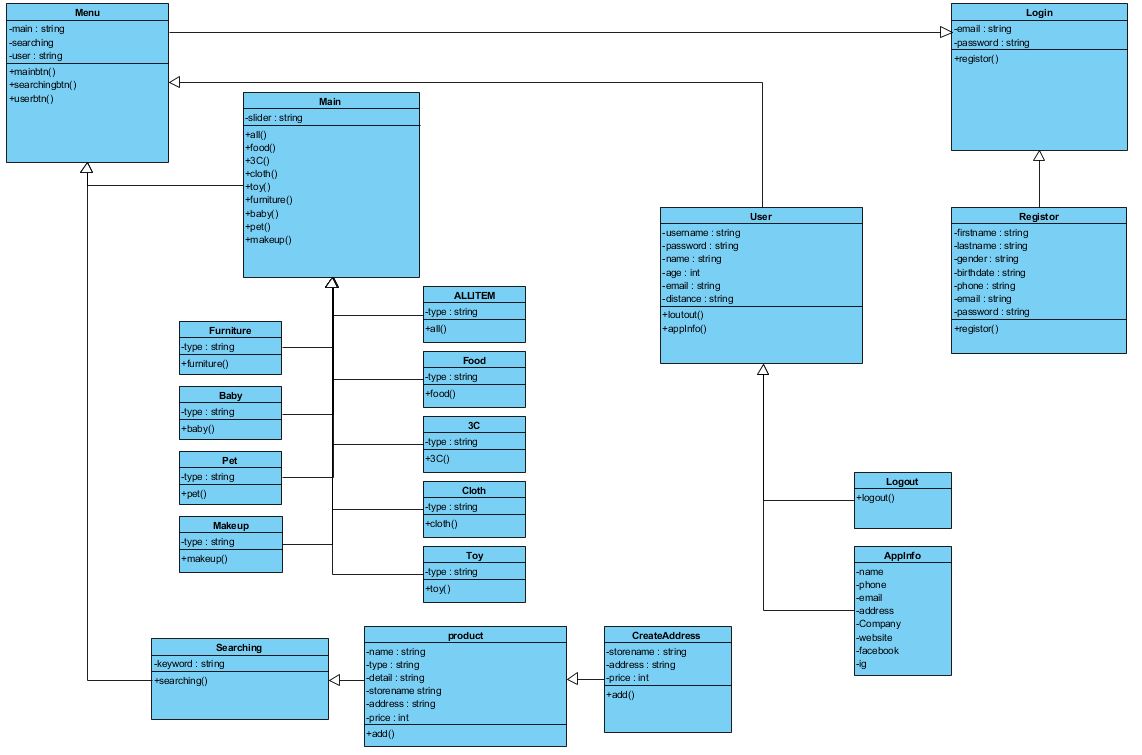 Menu
-main : string
-searching
-user : string
+mainbtn()
+searchingbtn()
+userbtn()
Login
-email : string
-password : string
+registor()
Main
-slider : string
+all()
+food()
+3C()
+cloth()
+toy()
+furniture()
+baby()
+pet()
+makeup()
User
-username : string
-password : string
-name : string
-age : int
-email : string
-distance : string
+loutout()
+appInfo()
Registor
-firstname : string
-lastname : string
-gender : string
-birthdate : string
-phone : string
-email : string
-password : string
+registor()
ALLITEM
-type : string
+all()
Furniture
-type : string
+furniture()
Food
-type : string
+food()
Baby
-type : string
+baby()
3C
-type : string
+3C()
Pet
-type : string
+pet()
Cloth
-type : string
+cloth()
Makeup
-type : string
+makeup()
Toy
-type : string
+toy()
Logout
+logout()
AppInfo
-name
-phone
-email
-address
-Company
-website
-facebook
-ig
Searching
-keyword : string
+searching()
product
-name : string
-type : string
-detail : string
-storename string
-address : string
-price : int
+add()
CreateAddress
-storename : string
-address : string
-price : int
+add()